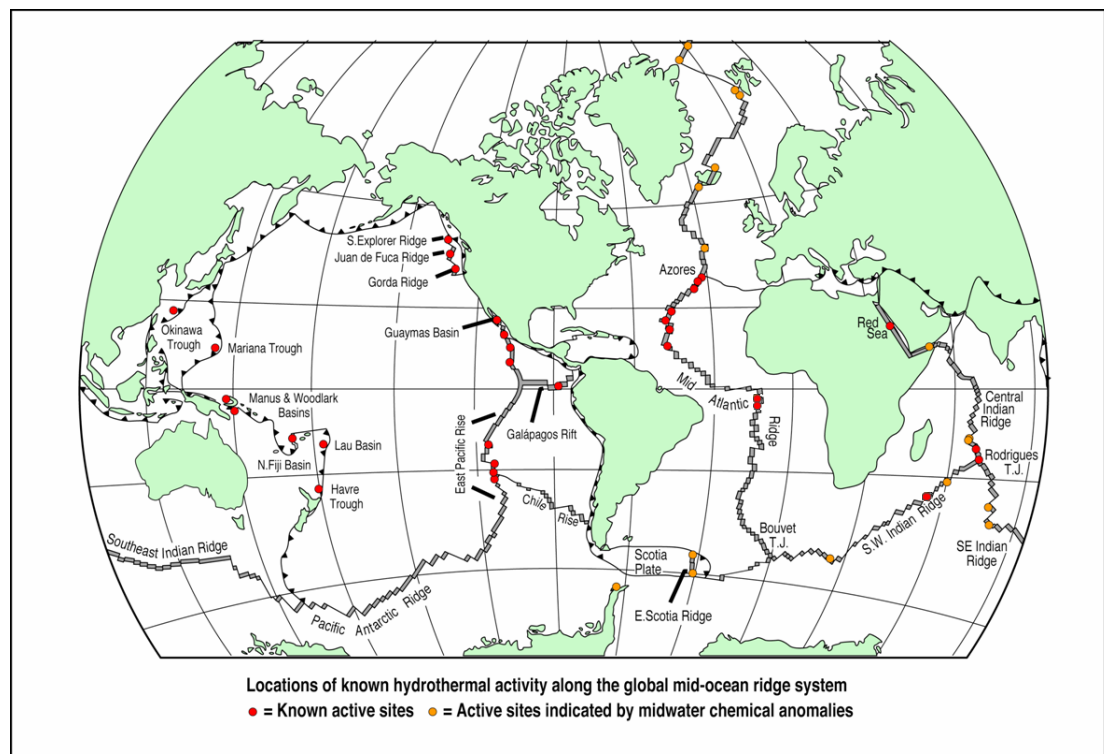 S.Explorer Ridge
Juan de Fuca Ridge
Gorda Ridge
Azores
Guaymas Basin
Okinawa
Trough
Mariana Trough
Red
Sea
Manus & Woodlark
Basins
Mid
Atlantic
Ridge
Central
Indian
Ridge
Galápagos Rift
East Pacific Rise
Lau Basin
N.Fiji Basin
Rodrigues
T.J.
Havre
Trough
Chile
Rise
S.W. Indian Ridge
Bouvet
T.J.
Southeast Indian Ridge
Scotia
Plate
SE Indian
Ridge
Pacific Antarctic Ridge
E.Scotia Ridge
Locations of known hydrothermal activity along the global mid-ocean ridge system
= Known active sites = Active sites indicated by midwater chemical anomalies